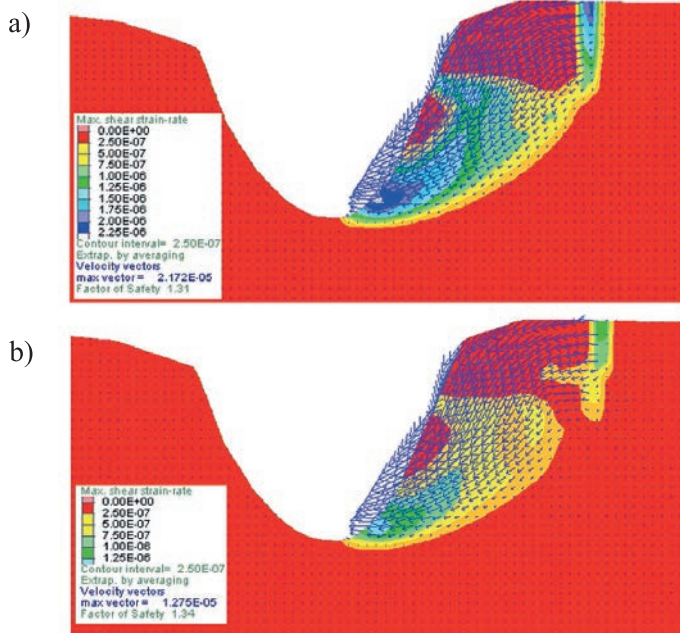 a)
Max. shear strain-rate
0.00E+00
2.50E-07
5.00E-07
7.50E-07
1.00E-06
1.25E-06
1.50E-06
1.75E-06
2.00E-06
2.25E-06
Contour interval= 2.50E-07
Extrap. by averaging
Velocity vectors
max vector = 2.172E-05
Factor of Safety 1.31
b)
Max. shear strain-rate
0.00E+00
2.50E-07
5.00E-07
7.50E-07
1.00E-06
1.25E-06
Contour interval= 2.50E-07
Extrap. by averaging
Velocity vectors
max vector = 1.275E-05
Factor of Safety 1.34